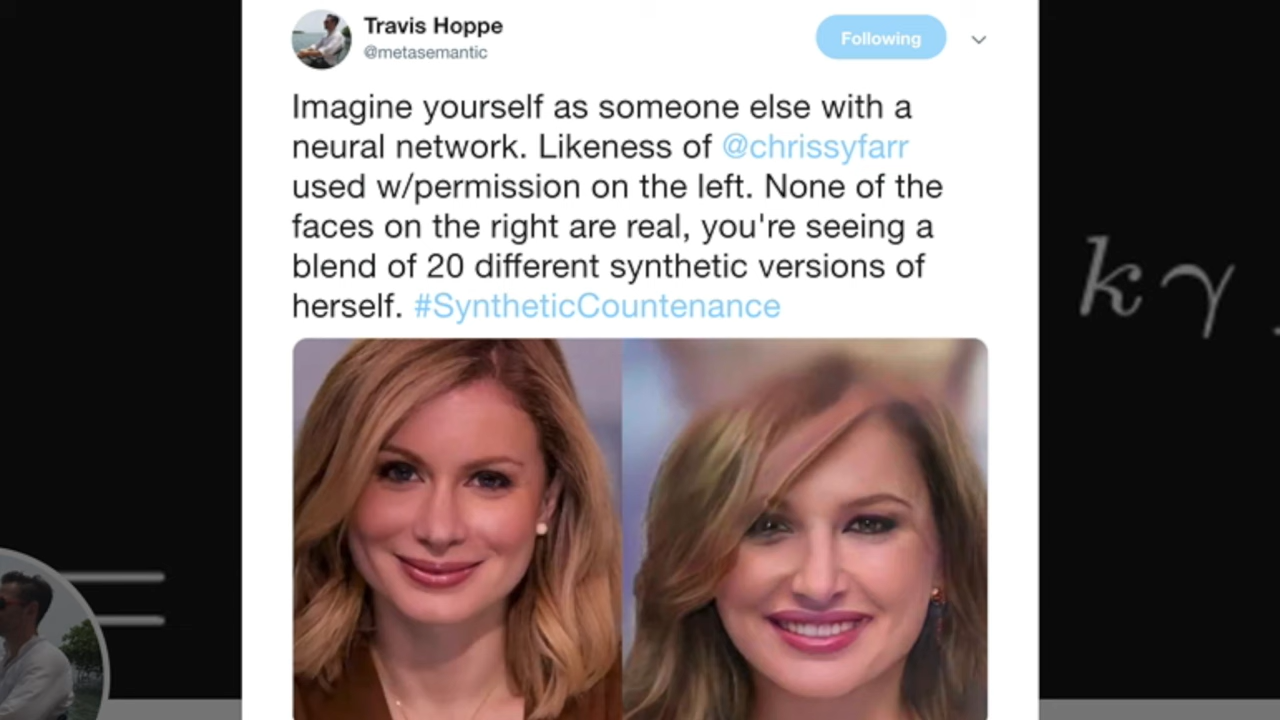 Travis Hoppe
@metasemantic
Following
Imagine yourself as someone else with a
neural network. Likeness of @chrissyfarr
used w/permission on the left. None of the
faces on the right are real, you're seeing a
blend of 20 different synthetic versions of
herself. #SyntheticCountenance
k γ